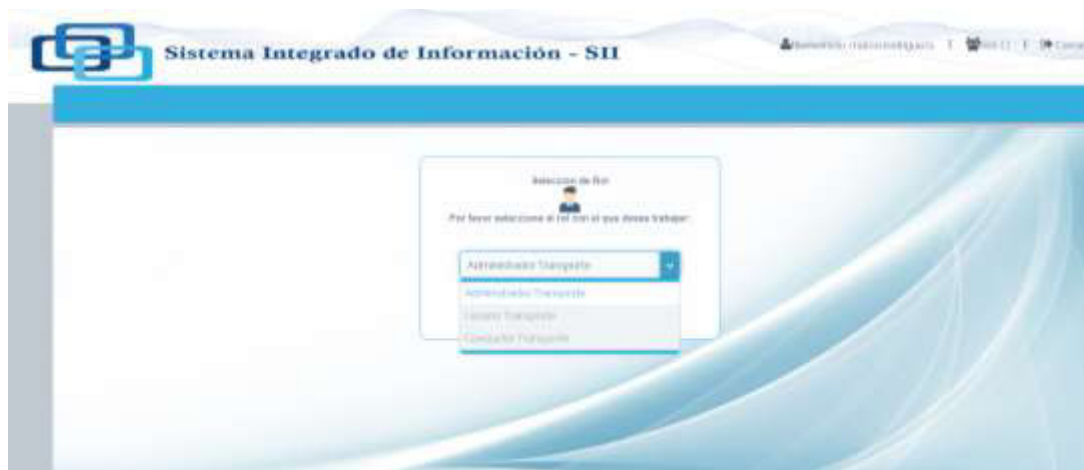 Sistema Integrado de Información - SII
Bienvenido
Selección de Rol
Por favor seleccione el rol con el que desea trabajar
Administrador Transporte
Administrador Transporte
Usuario Transporte
Conductor Transporte